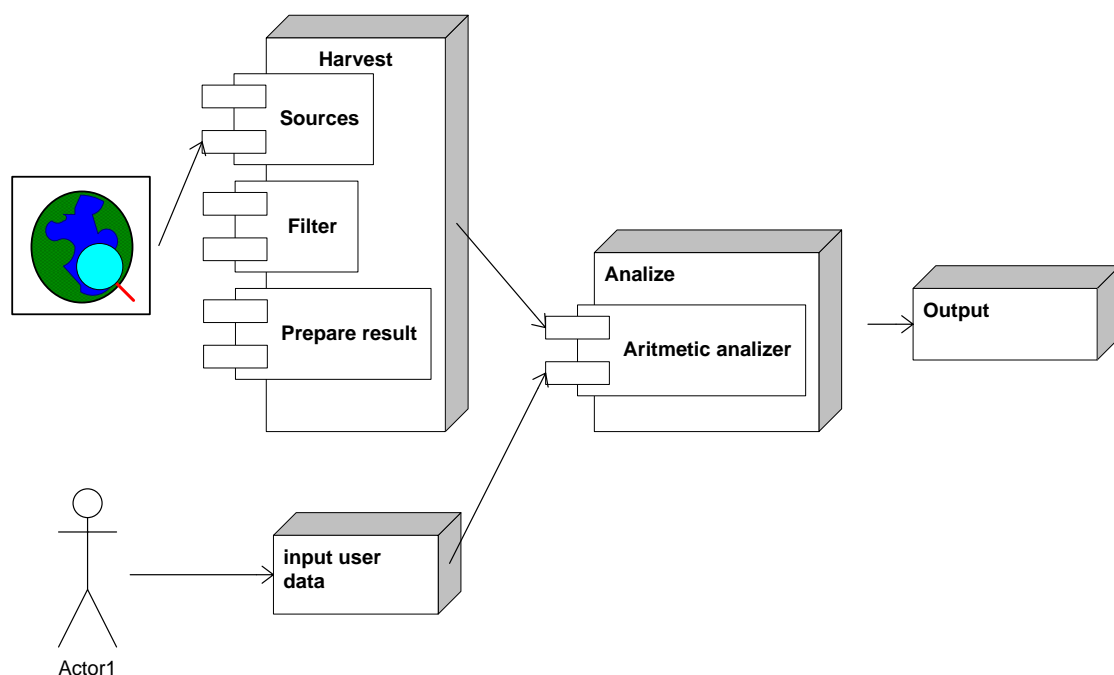 Harvest
Sources
Filter
Prepare result
Analize
Aritmetic analizer
Output
input user
data
Actor1